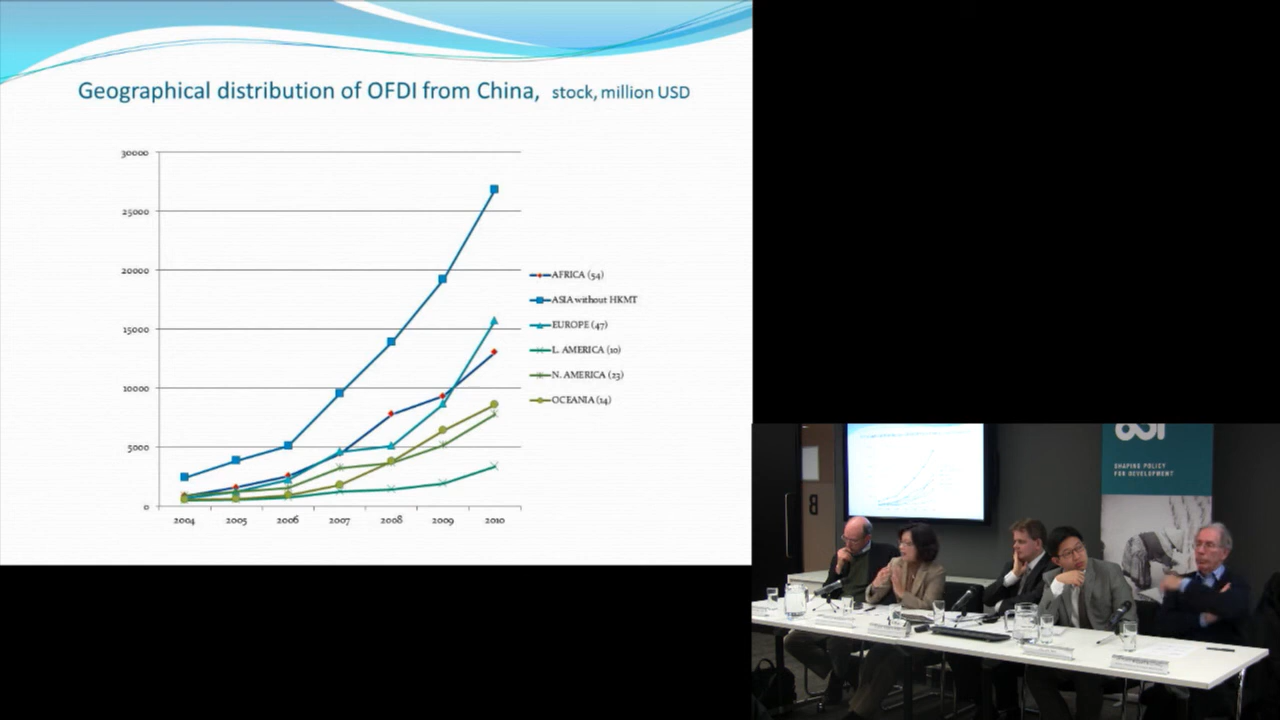 Geographical distribution of OFDI from China, stock, million USD
30000
25000
20000
15000
10000
5000
0
2004 2005 2006 2007 2008 2009 2010
AFRICA (54)
ASIA without HKMT
EUROPE (47)
L. AMERICA (10)
N. AMERICA (23)
OCEANIA (14)
SHAPING POLICY
FOR DEVELOPMENT
B